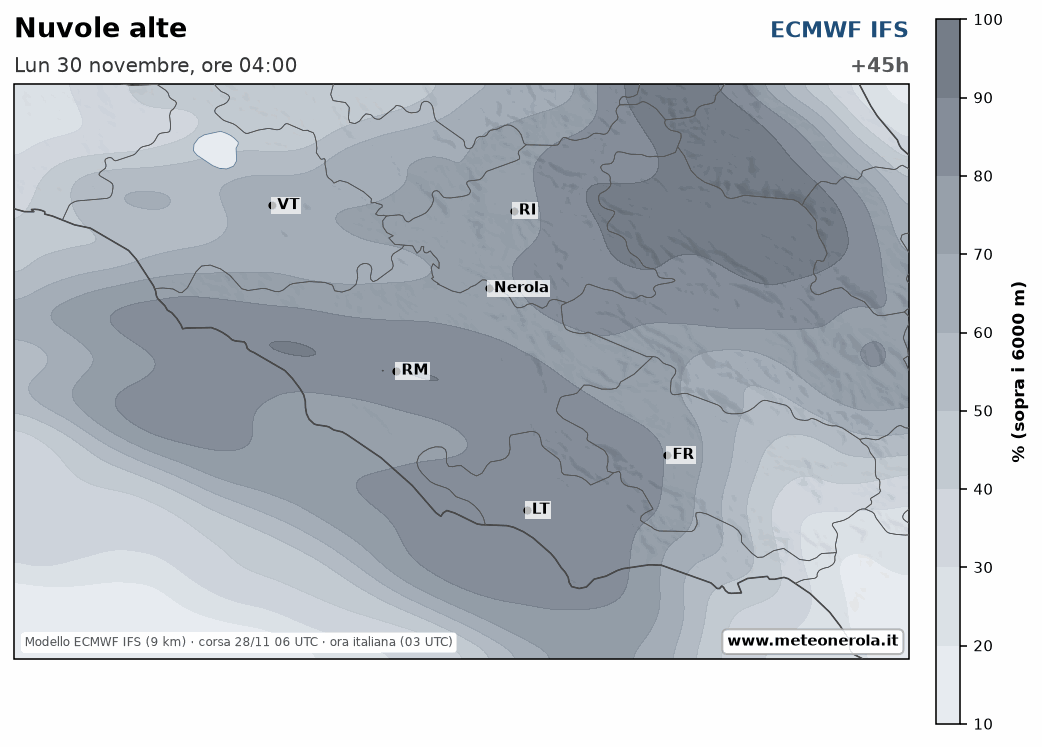 Nuvole alte
ECMWF IFS
Lun 30 novembre, ore 04:00
+45h
VT
RI
Nerola
RM
FR
LT
Modello ECMWF IFS (9 km) · corsa 28/11 06 UTC · ora italiana (03 UTC)
www.meteonerola.it
100
90
80
70
60
50
40
30
20
10
% (sopra i 6000 m)